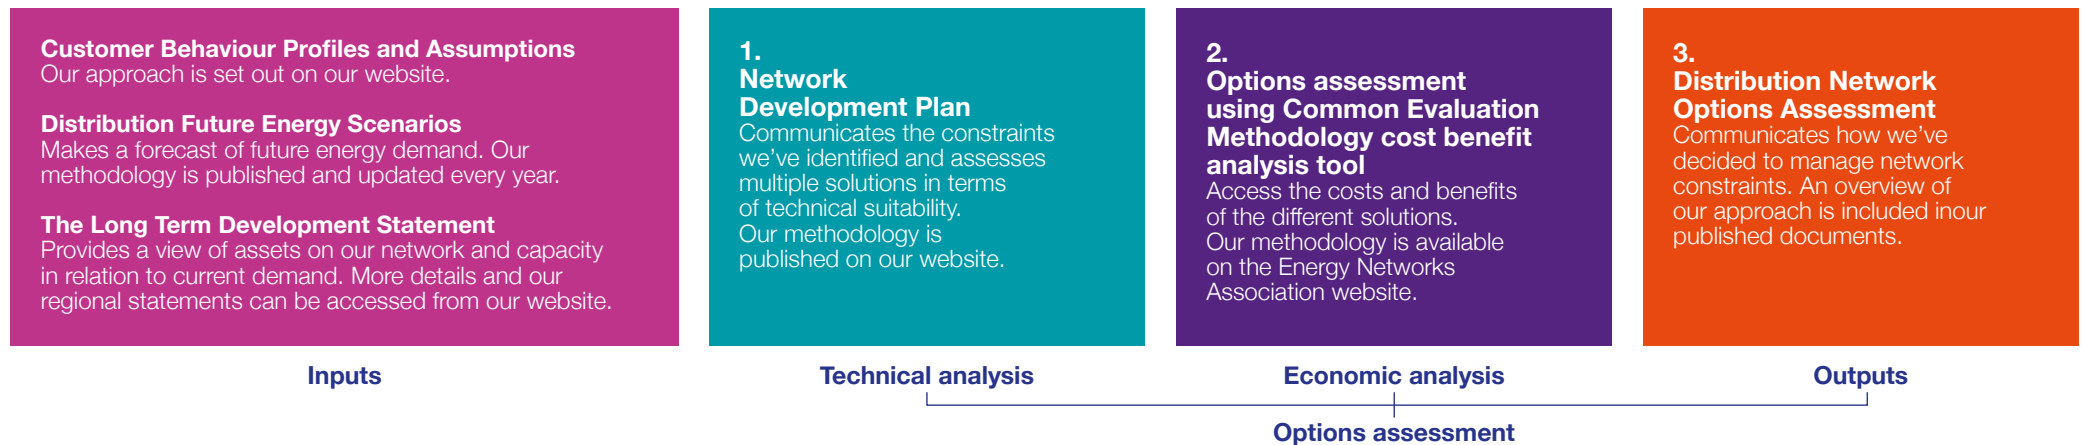 Customer Behaviour Profiles and Assumptions
Our approach is set out on our website.
Distribution Future Energy Scenarios
Makes a forecast of future energy demand. Our
methodology is published and updated every year.
The Long Term Development Statement
Provides a view of assets on our network and capacity
in relation to current demand. More details and our
regional statements can be accessed from our website.
1.
Network
Development Plan
Communicates the constraints
we’ve identified and assesses
multiple solutions in terms
of technical suitability.
Our methodology is
published on our website.
2.
Options assessment
using Common Evaluation
Methodology cost benefit
analysis tool
Access the costs and benefits
of the different solutions.
Our methodology is available
on the Energy Networks
Association website.
3.
Distribution Network
Options Assessment
Communicates how we’ve
decided to manage network
constraints. An overview of
our approach is included inour
published documents.
Inputs
Technical analysis
Economic analysis
Outputs
Options assessment